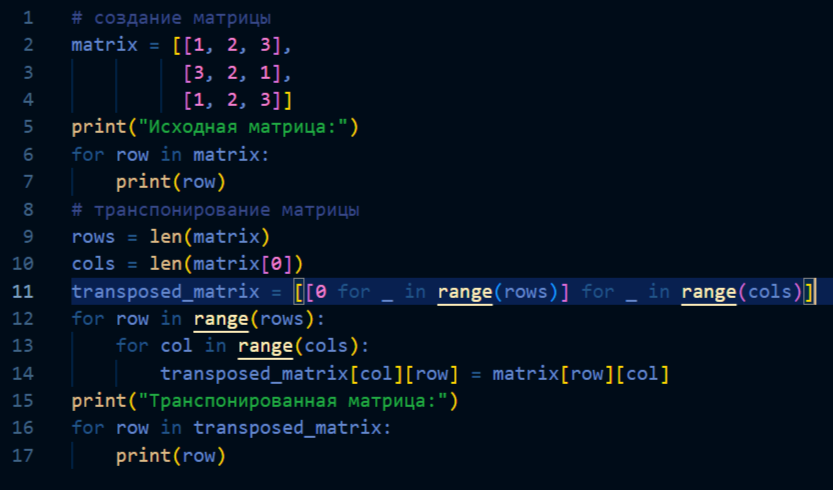 1 # создание матрицы
2 matrix = [[1, 2, 3],
3           [3, 2, 1],
4           [1, 2, 3]]
5 print("Исходная матрица:")
6 for row in matrix:
7     print(row)
8 # транспонирование матрицы
9 rows = len(matrix)
10 cols = len(matrix[0])
11 transposed_matrix = [[0 for _ in range(rows)] for _ in range(cols)]
12 for row in range(rows):
13     for col in range(cols):
14         transposed_matrix[col][row] = matrix[row][col]
15 print("Транспонированная матрица:")
16 for row in transposed_matrix:
17     print(row)